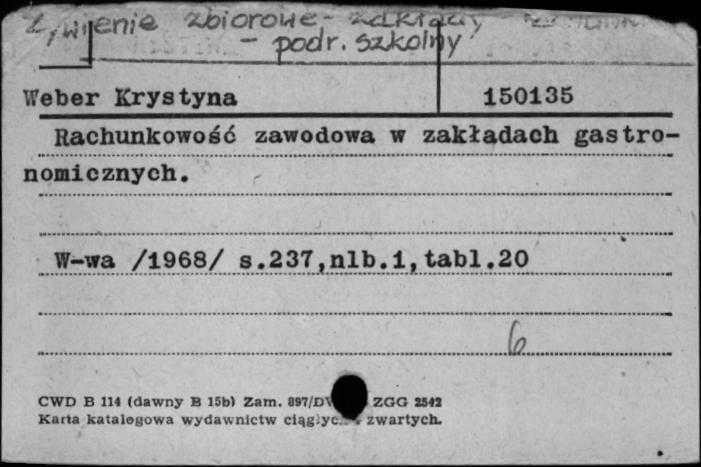 Żywienie zbiorowe - zakłady
- podr. szkolny
Weber Krystyna 150135
Rachunkowość zawodowa w zakładach gastro-
nomicznych.
W-wa /1968/ s.237,nlb.1,tabl.20
6
CWD B 114 (dawny B 15b) Zam. 897/D ZGG 2542
Karta katalogowa wydawnictw zwartych.